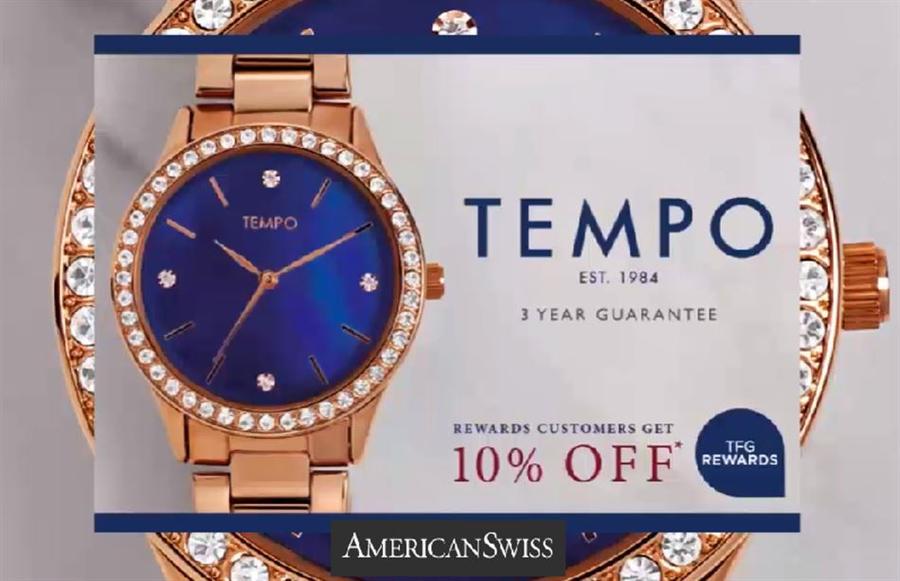 TEMPO
TEMPO
EST. 1984
3 YEAR GUARANTEE
REWARDS CUSTOMERS GET
10% OFF*
TFG
REWARDS
AMERICANSWISS